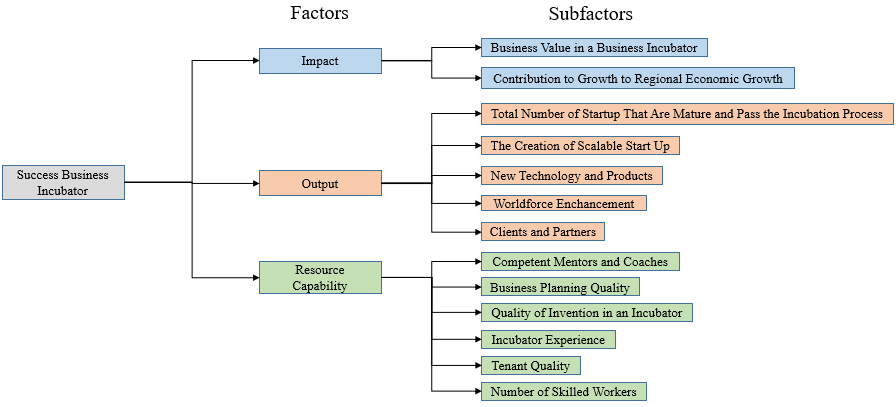 Factors
Subfactors
Success Business
Incubator
Impact
Business Value in a Business Incubator
Contribution to Growth to Regional Economic Growth
Output
Total Number of Startup That Are Mature and Pass the Incubation Process
The Creation of Scalable Start Up
New Technology and Products
Worldforce Enchancement
Clients and Partners
Resource
Capability
Competent Mentors and Coaches
Business Planning Quality
Quality of Invention in an Incubator
Incubator Experience
Tenant Quality
Number of Skilled Workers